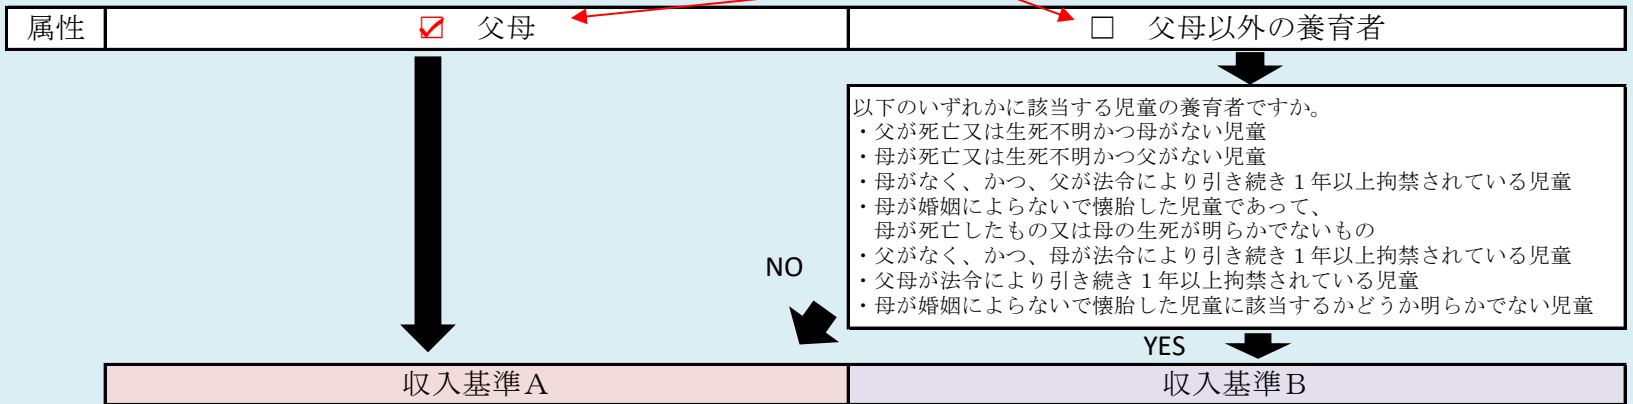 属性 ☑ 父母 □ 父母以外の養育者
以下のいずれかに該当する児童の養育者ですか。
・父が死亡又は生死不明かつ母がない児童
・母が死亡又は生死不明かつ父がない児童
・母がなく、かつ、父が法令により引き続き１年以上拘禁されている児童
・母が婚姻によらないで懐胎した児童であって、
母が死亡したもの又は母の生死が明らかでないもの
・父がなく、かつ、母が法令により引き続き１年以上拘禁されている児童
・父母が法令により引き続き１年以上拘禁されている児童
・母が婚姻によらないで懐胎した児童に該当するかどうか明らかでない児童
NO
YES
収入基準Ａ 収入基準Ｂ